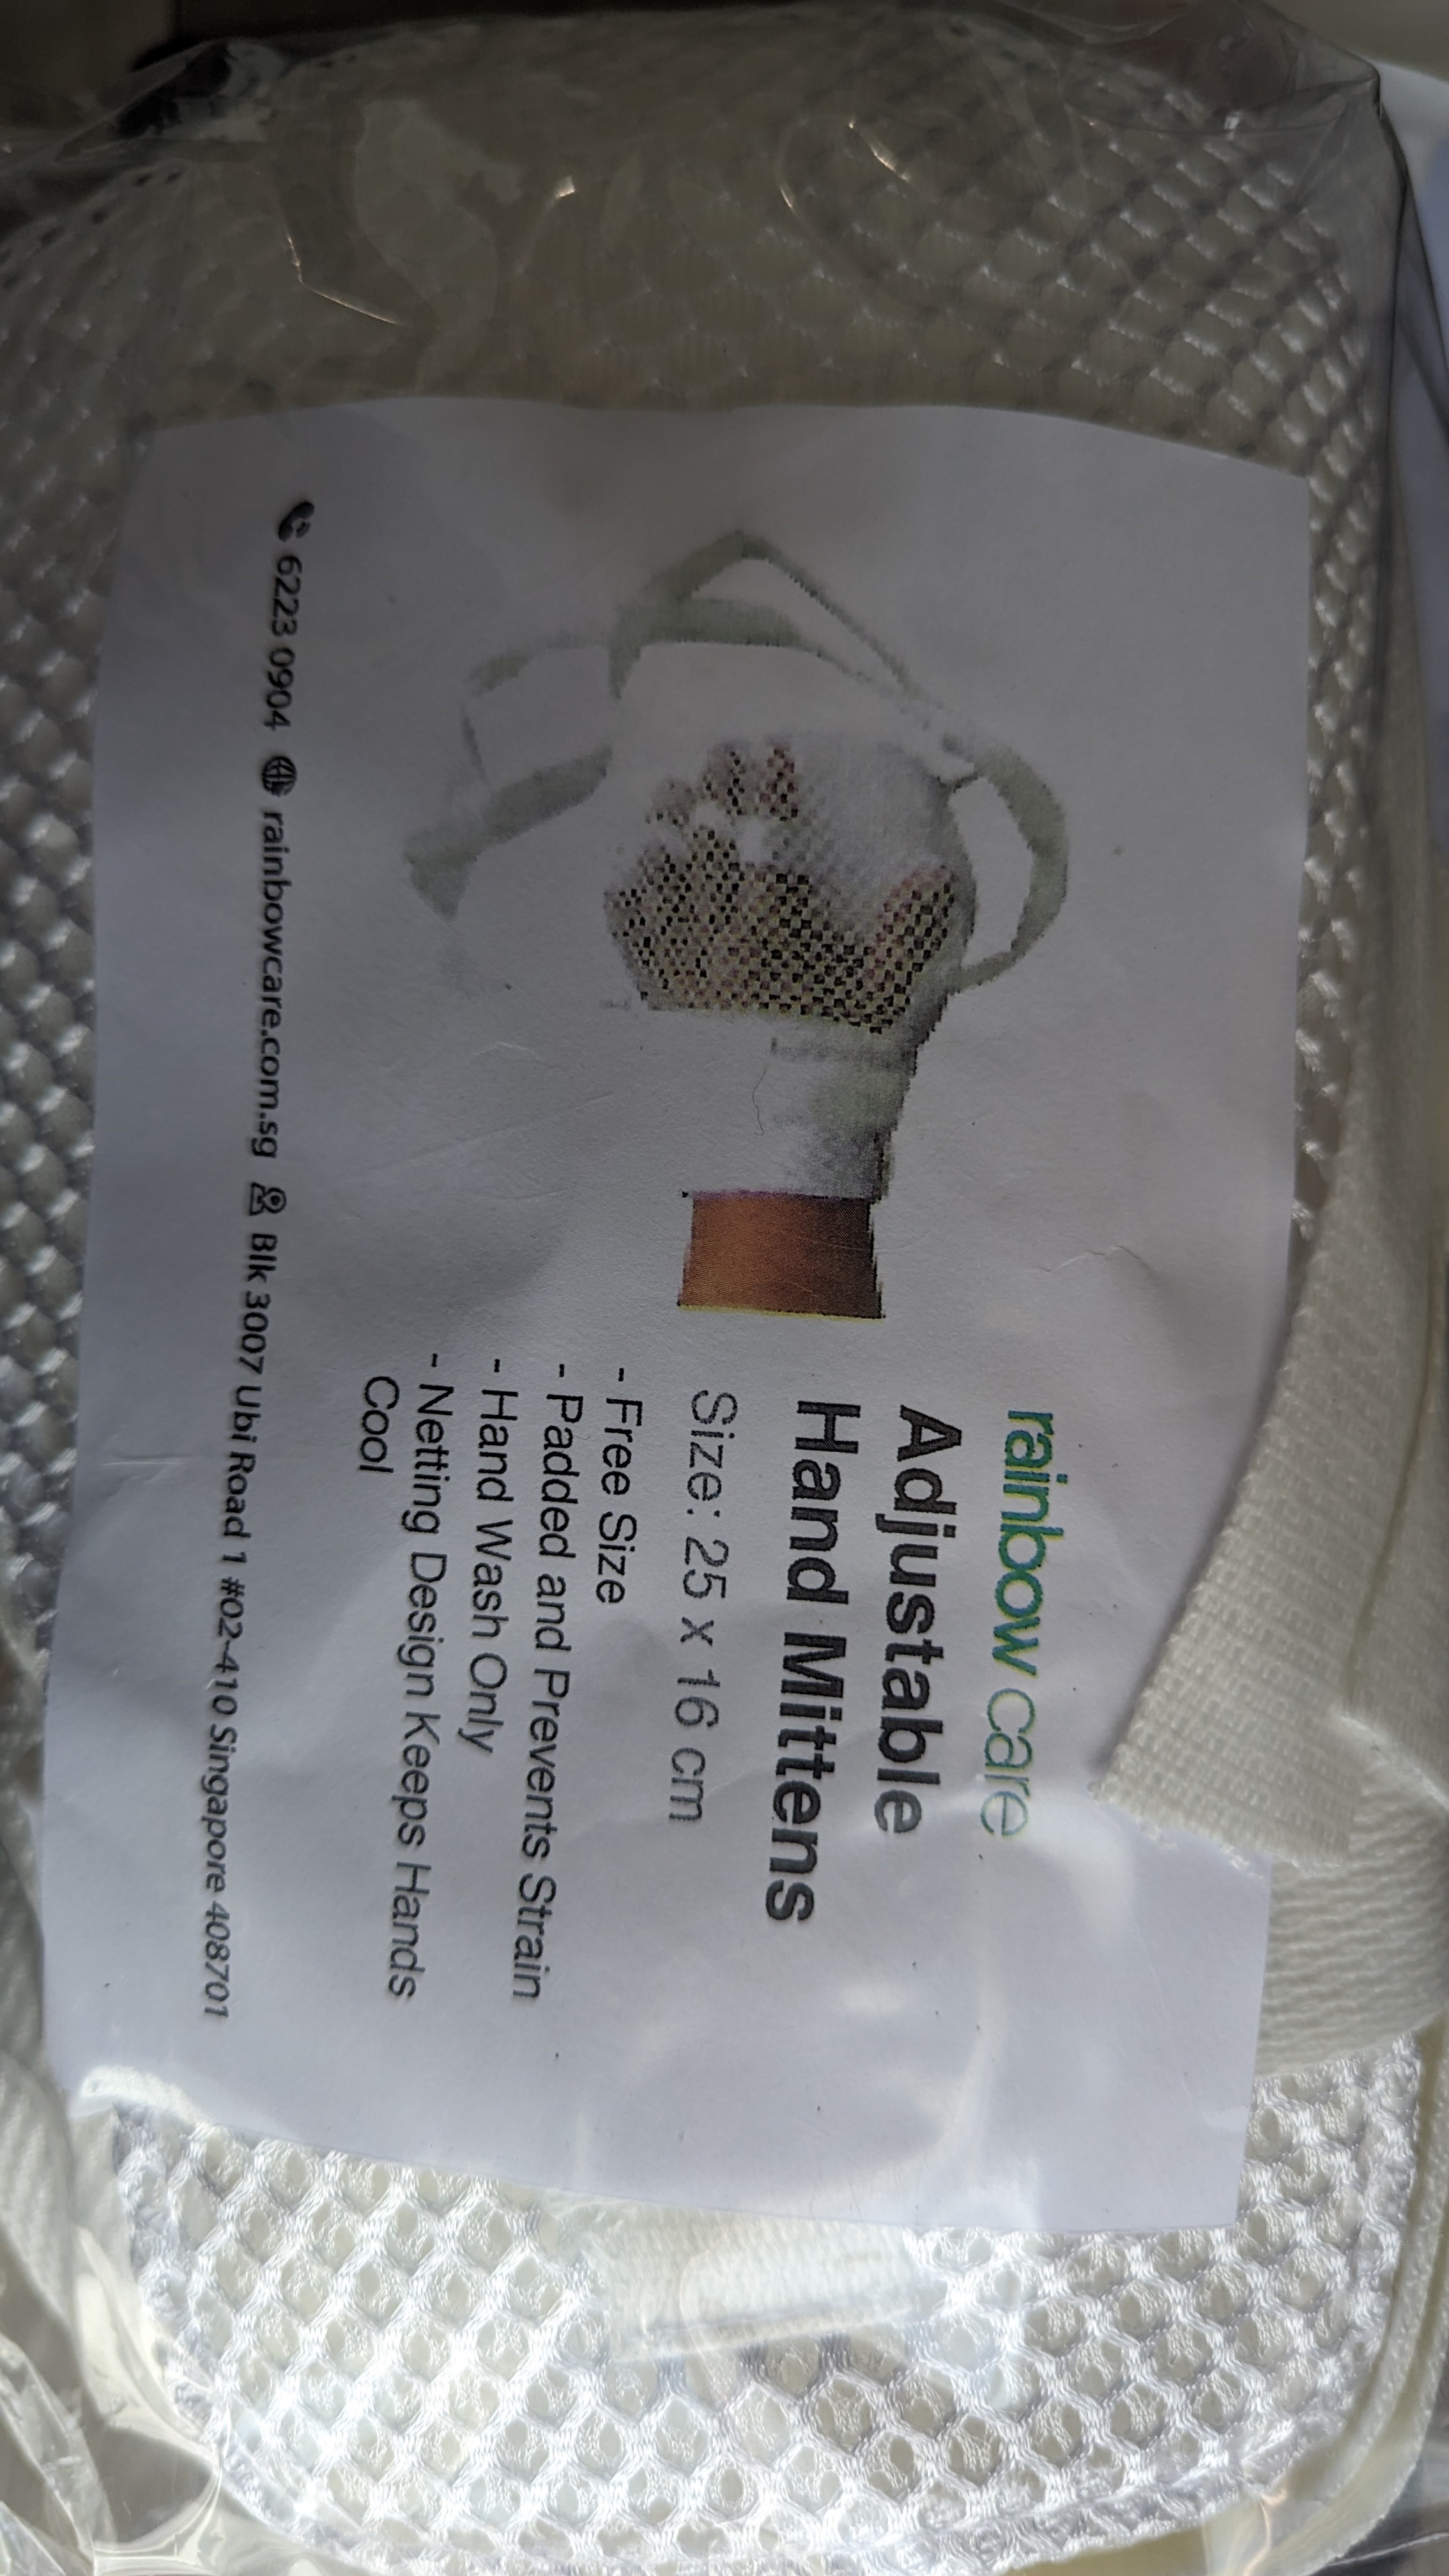 rainbow care
Adjustable
Hand Mittens
Size: 25 x 16 cm
- Free Size
- Padded and Prevents Strain
- Hand Wash Only
- Netting Design Keeps Hands
Cool
6223 0904 rainbowcare.com.sg Blk 3007 Ubi Road 1 #02-410 Singapore 408701